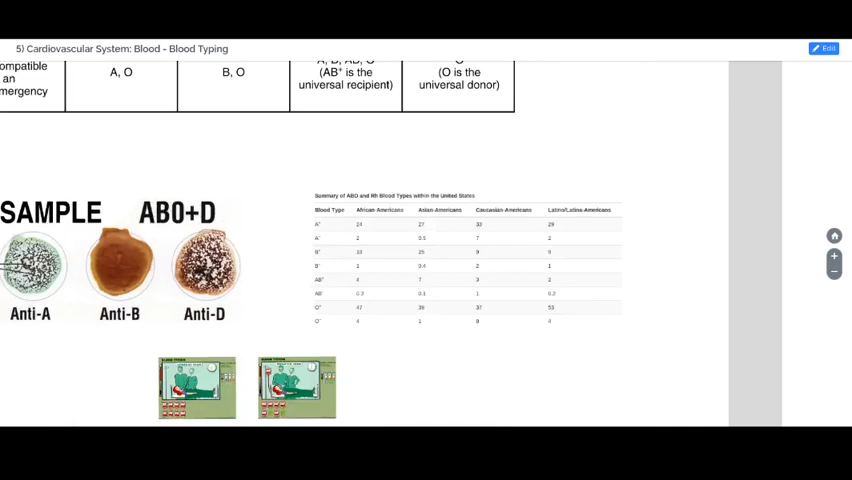 5) Cardiovascular System: Blood - Blood Typing
Edit
ompatible
an
mergency
A, O
B, O
A, B, AB, O
(AB⁺ is the
universal recipient)
O
(O is the
universal donor)
SAMPLE ABO+D
Anti-A Anti-B Anti-D
Summary of ABO and Rh Blood Types within the United States
Blood Type African-Americans Asian-Americans Caucasian-Americans Latino/Latina-Americans
A⁺ 24 27 33 29
A⁻ 2 0.5 7 2
B⁺ 18 25 9 9
B⁻ 1 0.4 2 1
AB⁺ 4 7 3 2
AB⁻ 0.3 0.1 1 0.2
O⁺ 47 39 37 53
O⁻ 4 1 8 4